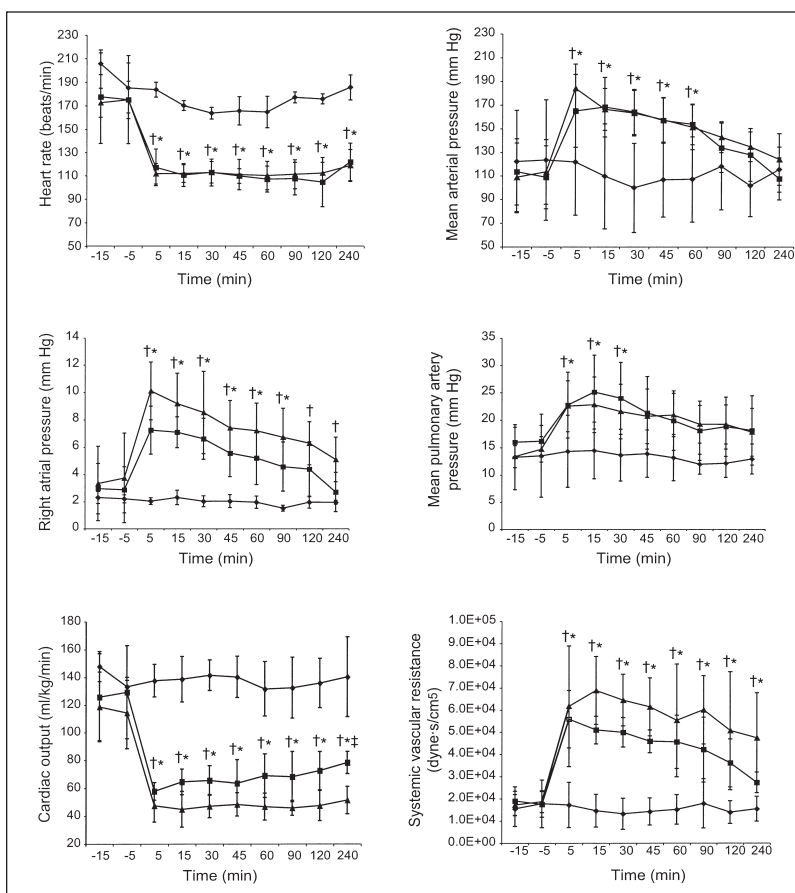 Heart rate (beats/min)
230
210
190
170
150
130
110
90
70
50
†* †* †* †* †* †* †* †*
-15 -5 5 15 30 45 60 90 120 240
Time (min)
Mean arterial pressure (mm Hg)
230
210
190
170
150
130
110
90
70
50
†* †* †* †* †*
-15 -5 5 15 30 45 60 90 120 240
Time (min)
Right atrial pressure (mm Hg)
14
12
10
8
6
4
2
0
†* †* †* †* †* †* † †
-15 -5 5 15 30 45 60 90 120 240
Time (min)
Mean pulmonary artery
pressure (mm Hg)
35
30
25
20
15
10
5
0
†* †* †*
-15 -5 5 15 30 45 60 90 120 240
Time (min)
Cardiac output (ml/kg/min)
180
160
140
120
100
80
60
40
20
†* †* †* †* †* †* †* †*‡
-15 -5 5 15 30 45 60 90 120 240
Time (min)
Systemic vascular resistance
(dyne·s/cm5)
1.0E+05
9.0E+04
8.0E+04
7.0E+04
6.0E+04
5.0E+04
4.0E+04
3.0E+04
2.0E+04
1.0E+04
0.0E+00
†* †* †* †* †* †* †* †*
-15 -5 5 15 30 45 60 90 120 240
Time (min)